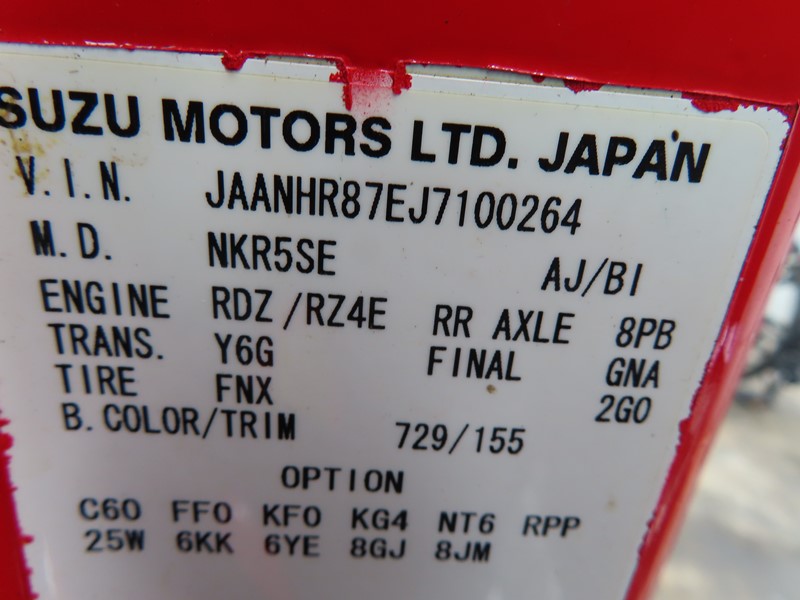 SUZU MOTORS LTD. JAPAN
V.I.N. JAANHR87EJ7100264
M.D. NKR5SE AJ/BI
ENGINE RDZ/RZ4E RR AXLE 8PB
TRANS. Y6G FINAL GNA
TIRE FNX 2GO
B.COLOR/TRIM 729/155
OPTION
C60 FF0 KF0 KG4 NT6 RPP
25W 6KK 6YE 8GJ 8JM